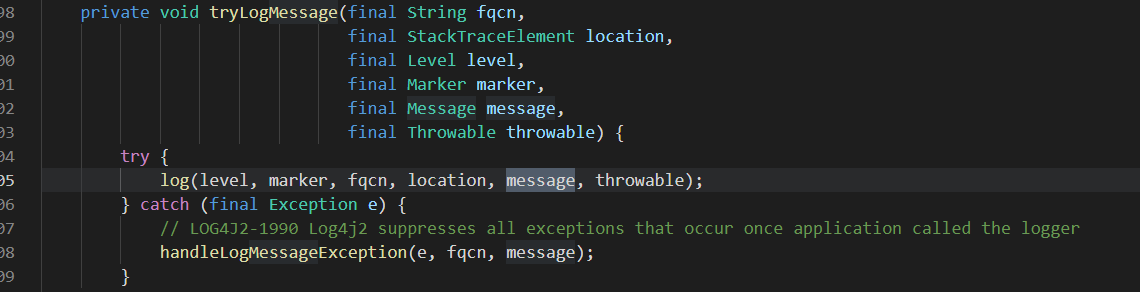 98 private void tryLogMessage(final String fqcn,
99 final StackTraceElement location,
00 final Level level,
01 final Marker marker,
02 final Message message,
03 final Throwable throwable) {
04 try {
05 log(level, marker, fqcn, location, message, throwable);
06 } catch (final Exception e) {
07 // LOG4J2-1990 Log4j2 suppresses all exceptions that occur once application called the logger
08 handleLogMessageException(e, fqcn, message);
09 }